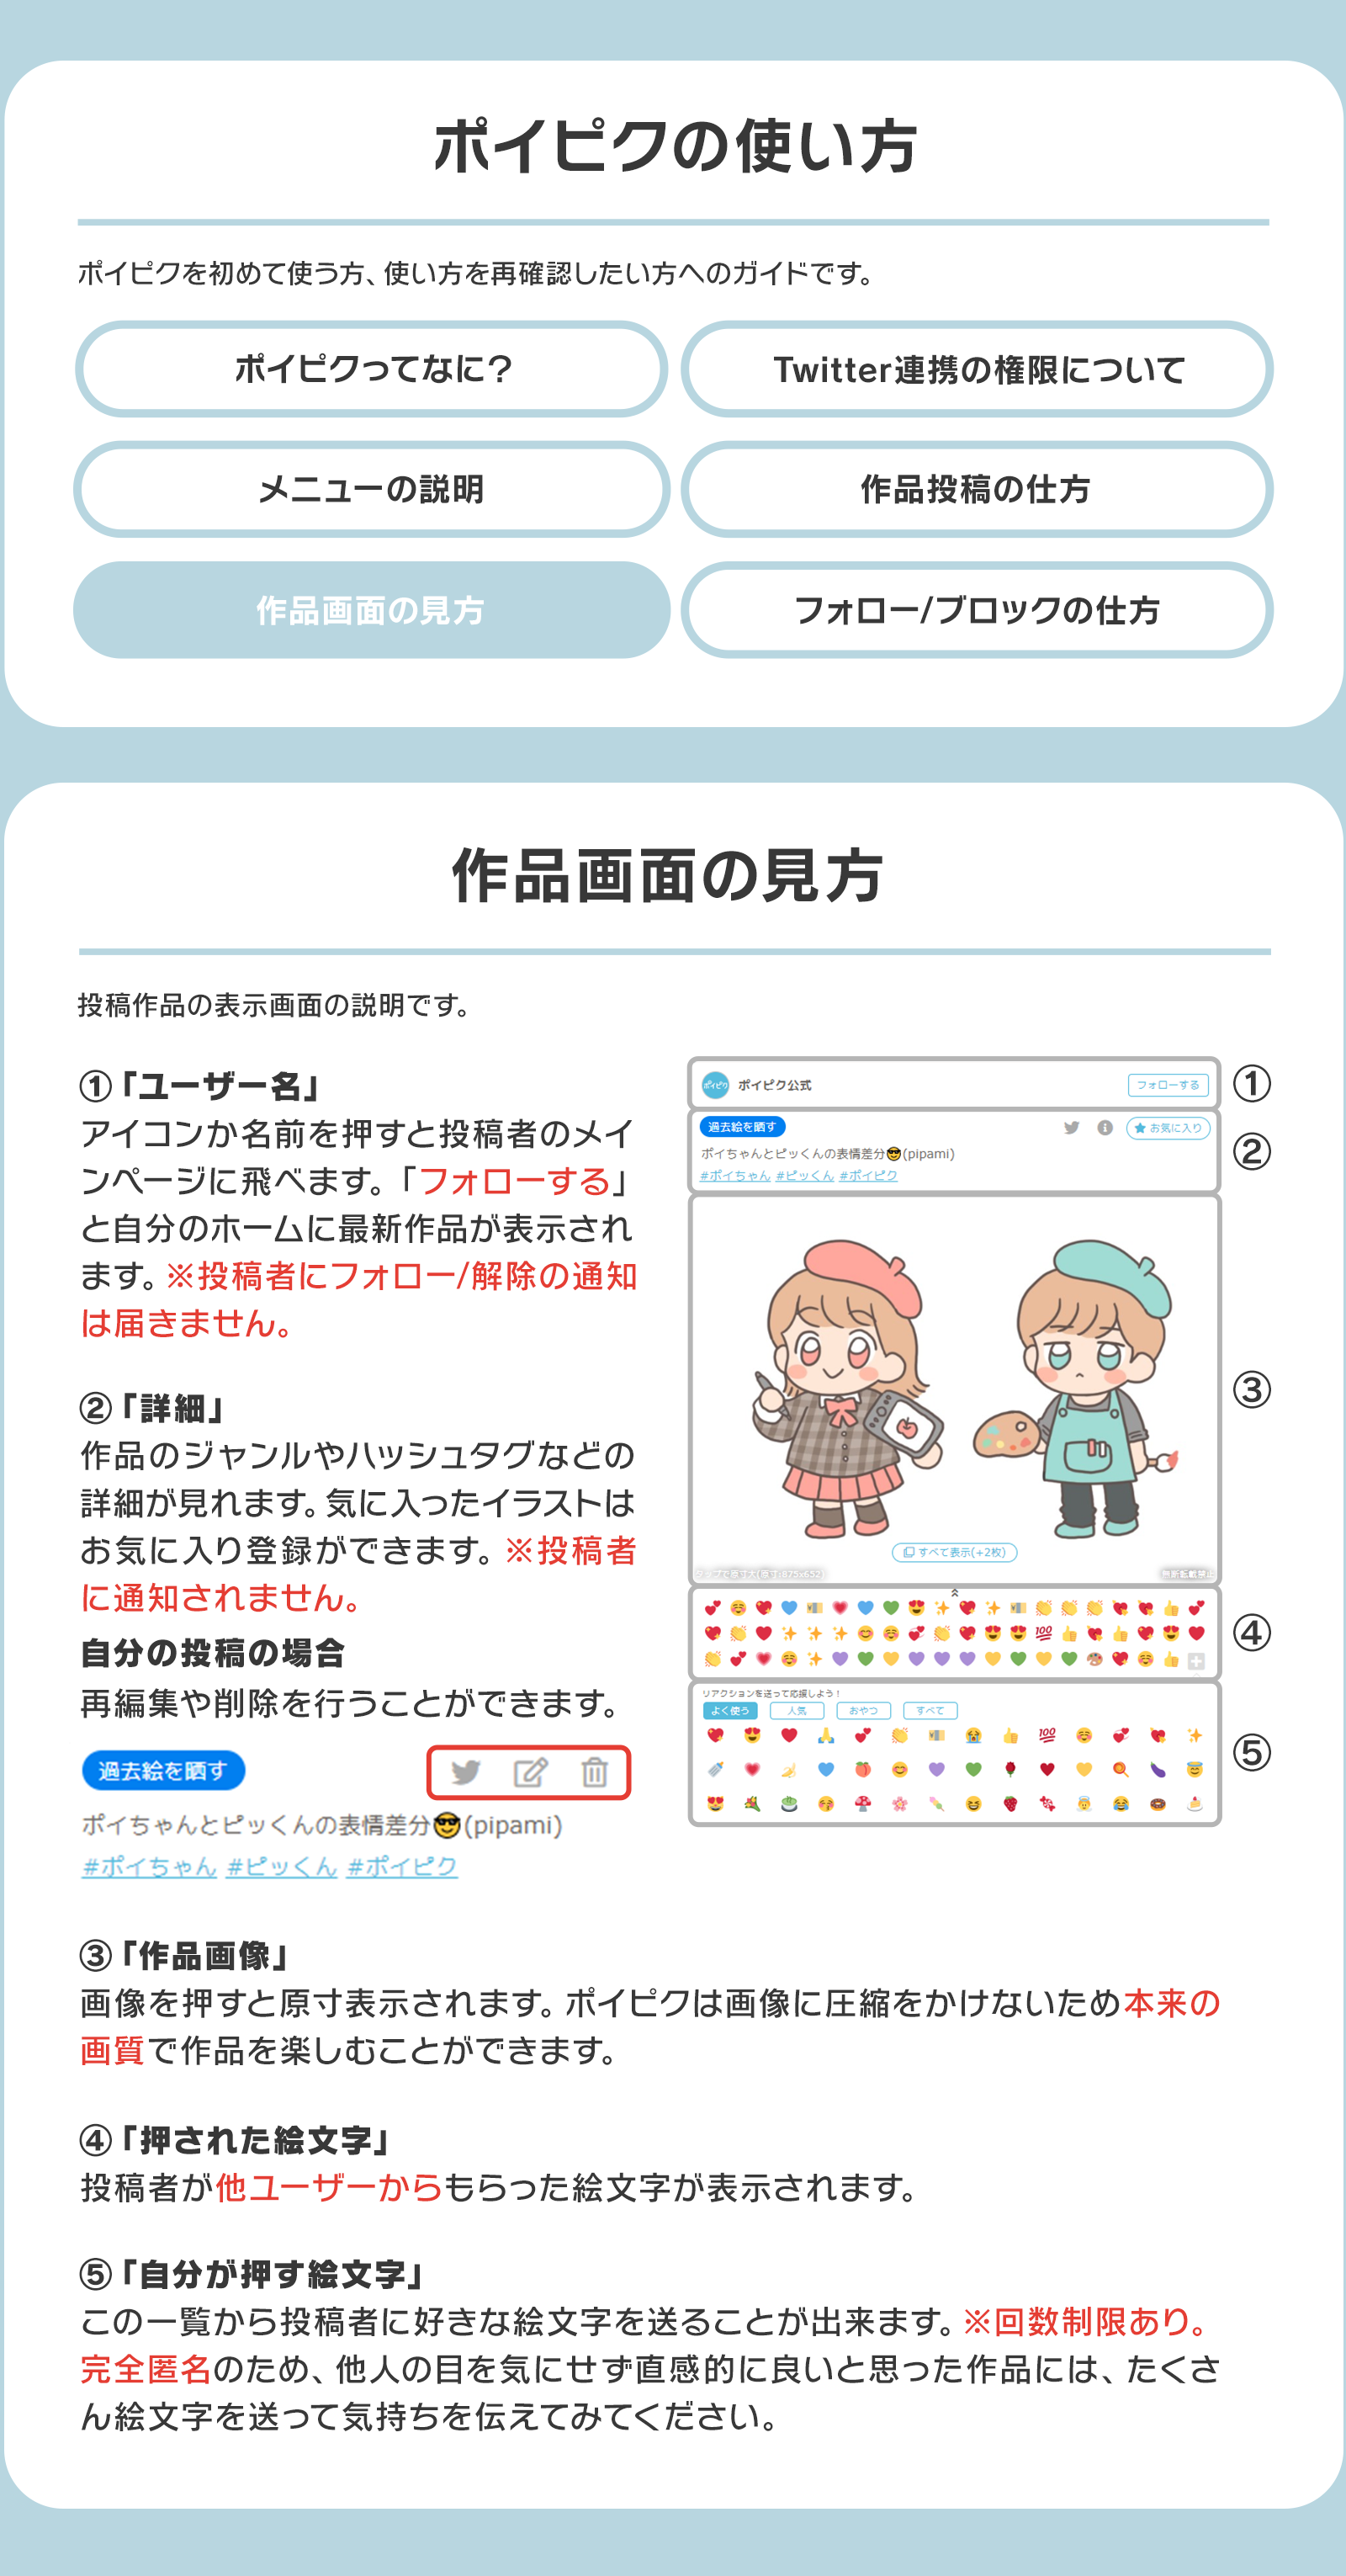 ポイピクの使い方
ポイピクを初めて使う方、使い方を再確認したい方へのガイドです。
ポイピクってなに？
Twitter連携の権限について
メニューの説明
作品投稿の仕方
作品画面の見方
フォロー/ブロックの仕方
作品画面の見方
投稿作品の表示画面の説明です。
①「ユーザー名」
アイコンか名前を押すと投稿者のメイ
ンページに飛べます。「フォローする」
と自分のホームに最新作品が表示され
ます。※投稿者にフォロー/解除の通知
は届きません。
②「詳細」
作品のジャンルやハッシュタグなどの
詳細が見れます。気に入ったイラストは
お気に入り登録ができます。※投稿者
に通知されません。
自分の投稿の場合
再編集や削除を行うことができます。
過去絵を晒す
ポイちゃんとピッくんの表情差分😎(pipami)
#ポイちゃん #ピッくん #ポイピク
ポイピク
ポイピク公式
フォローする
①
過去絵を晒す
お気に入り
ポイちゃんとピッくんの表情差分😎(pipami)
#ポイちゃん #ピッくん #ポイピク
②
③
すべて表示(+2枚)
タップで原寸大(原寸:875x652)
無断転載禁止
④
リアクションを送って応援しよう！
よく使う
人気
おやつ
すべて
⑤
③「作品画像」
画像を押すと原寸表示されます。ポイピクは画像に圧縮をかけないため本来の
画質で作品を楽しむことができます。
④「押された絵文字」
投稿者が他ユーザーからもらった絵文字が表示されます。
⑤「自分が押す絵文字」
この一覧から投稿者に好きな絵文字を送ることが出来ます。※回数制限あり。
完全匿名のため、他人の目を気にせず直感的に良いと思った作品には、たくさ
ん絵文字を送って気持ちを伝えてみてください。